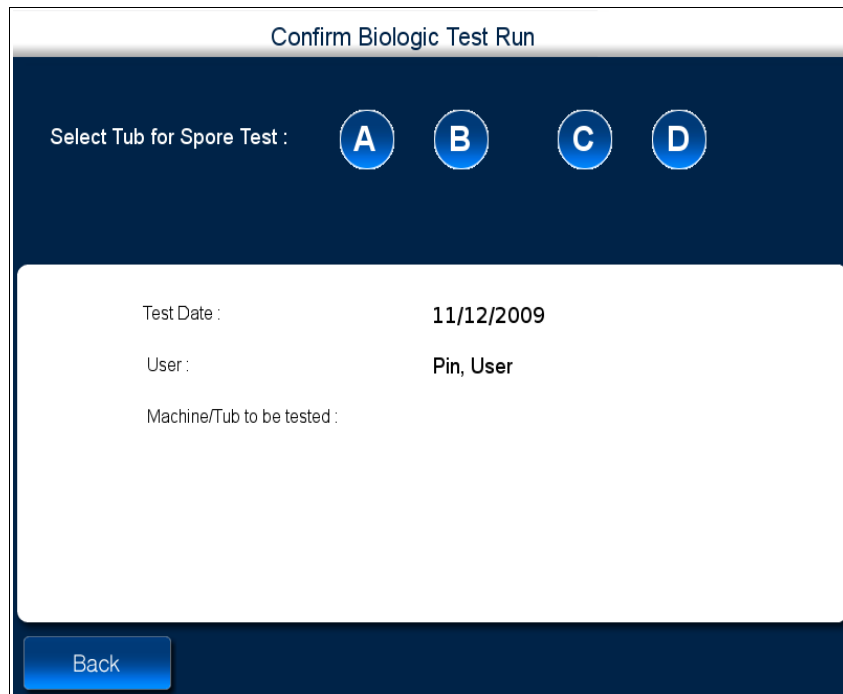 Confirm Biologic Test Run
Select Tub for Spore Test : A B C D
Test Date : 11/12/2009
User : Pin, User
Machine/Tub to be tested :
Back